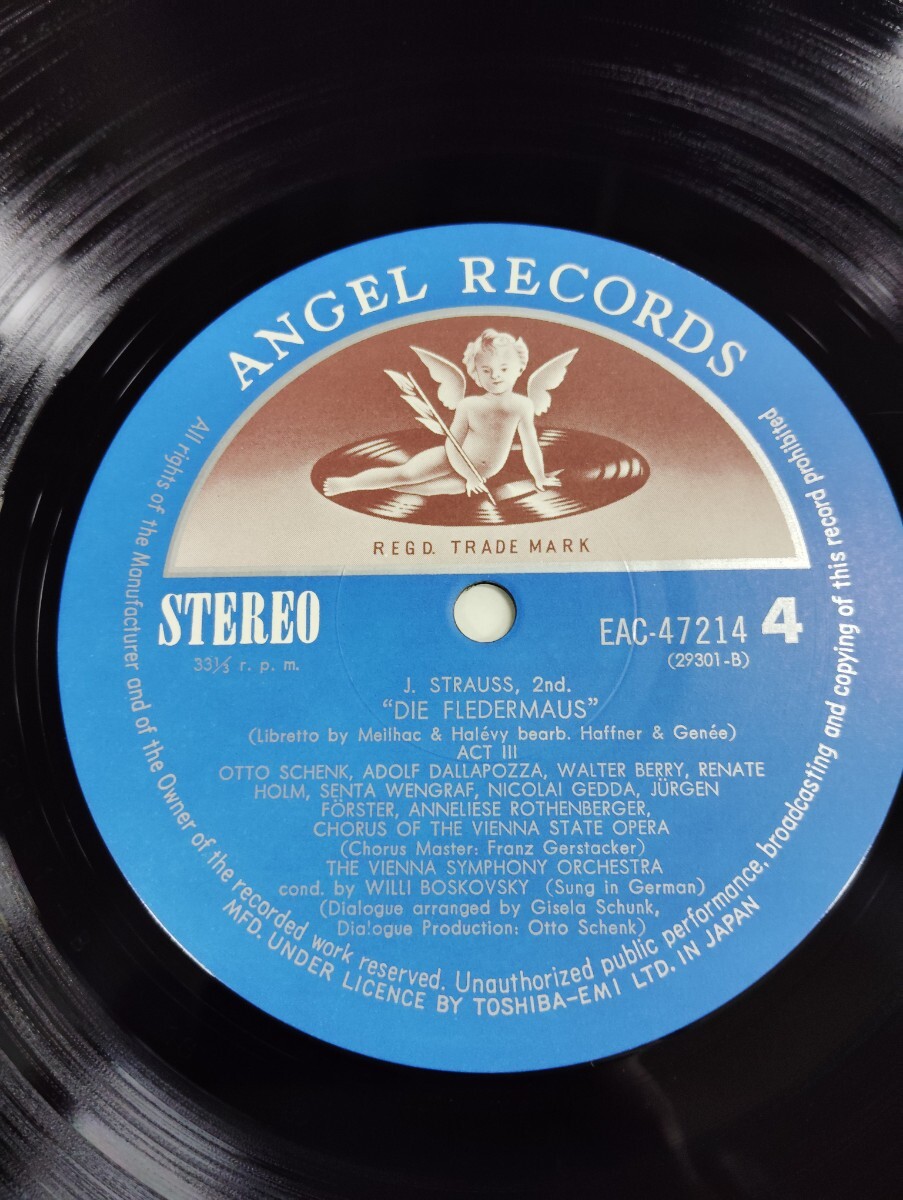 ANGEL RECORDS
REGD. TRADE MARK
STEREO
33⅓ r. p. m.
EAC-47214 4
(29301-B)
J. STRAUSS, 2nd.
"DIE FLEDERMAUS"
(Libretto by Meilhac & Halévy bearb. Haffner & Genée)
ACT III
OTTO SCHENK, ADOLF DALLAPOZZA, WALTER BERRY, RENATE
HOLM, SENTA WENGRAF, NICOLAI GEDDA, JÜRGEN
FÖRSTER, ANNELIESE ROTHENBERGER,
CHORUS OF THE VIENNA STATE OPERA
(Chorus Master: Franz Gerstacker)
THE VIENNA SYMPHONY ORCHESTRA
cond. by WILLI BOSKOVSKY (Sung in German)
(Dialogue arranged by Gisela Schunk,
Dialogue Production: Otto Schenk)
All rights of the Manufacturer and of the Owner of the recorded work reserved. Unauthorized public performance, broadcasting and copying of this record prohibited
MFD. UNDER LICENCE BY TOSHIBA-EMI LTD. IN JAPAN